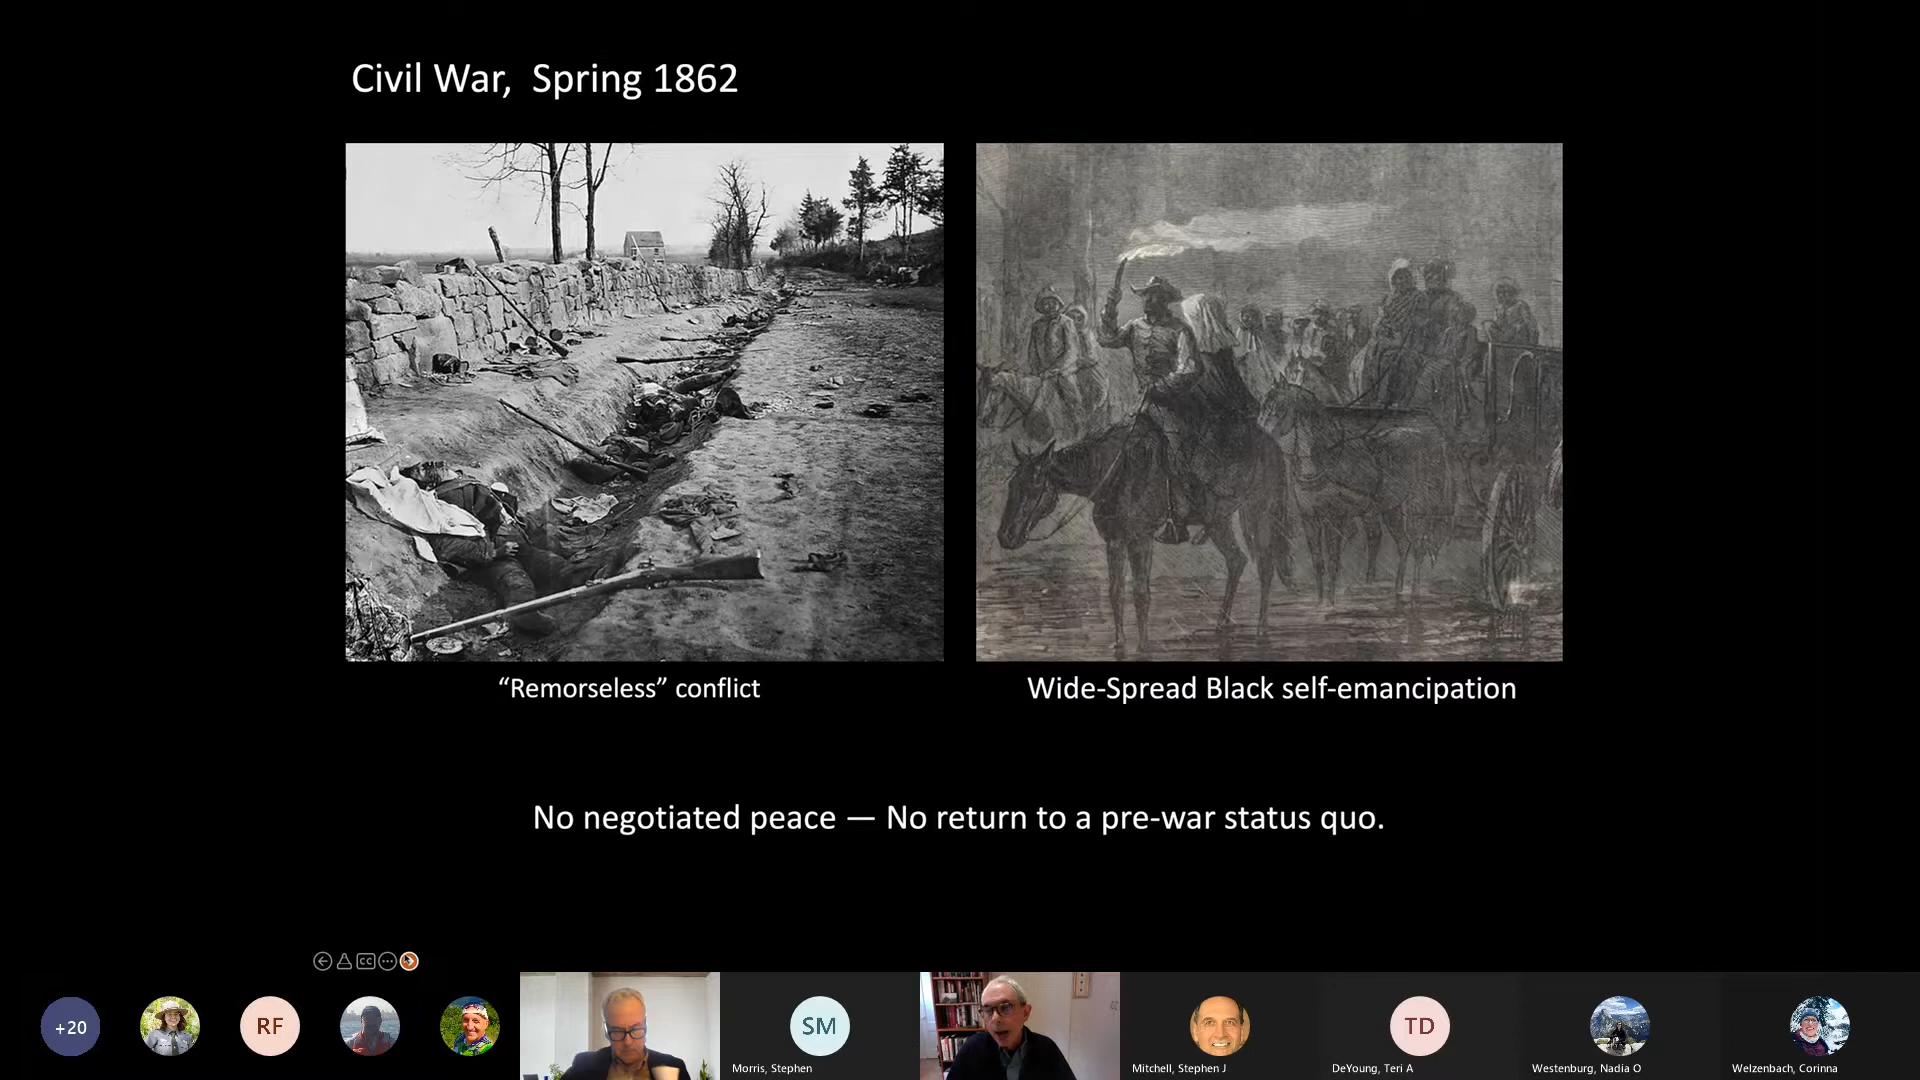 Civil War,  Spring 1862
“Remorseless” conflict
Wide-Spread Black self-emancipation
No negotiated peace — No return to a pre-war status quo.
CC
+20
RF
SM
TD
Morris, Stephen
Mitchell, Stephen J
DeYoung, Teri A
Westenburg, Nadia O
Welzenbach, Corinna